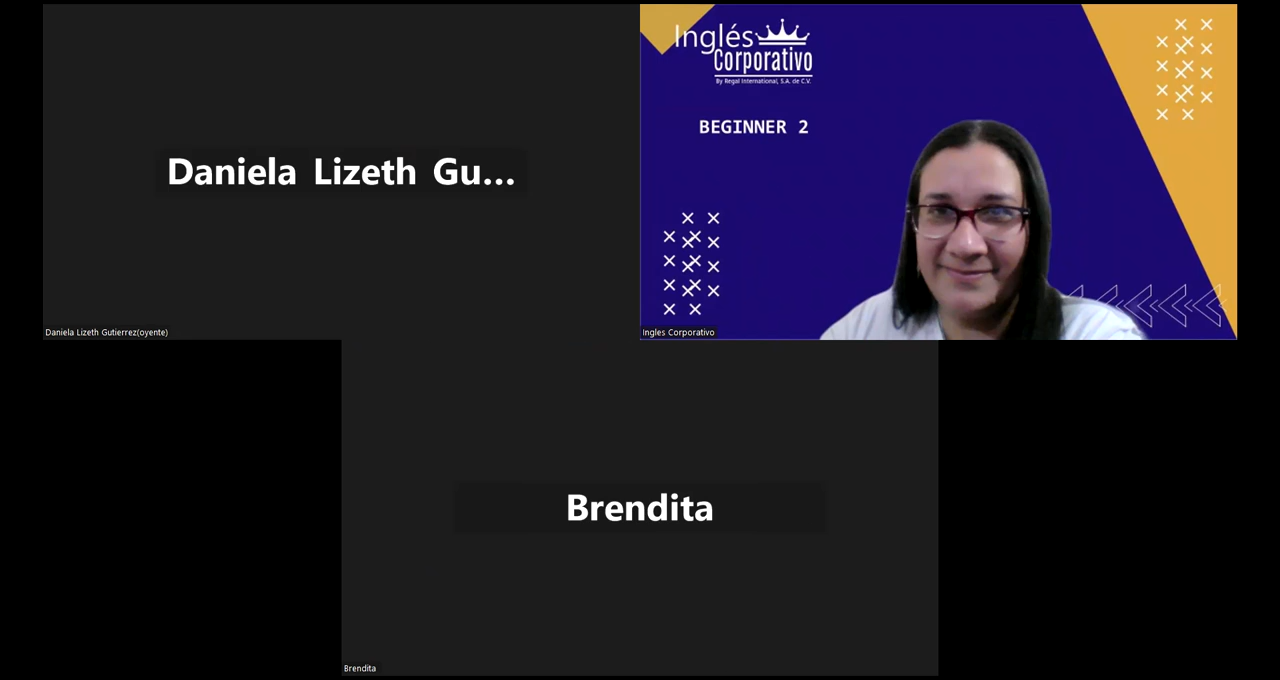 Daniela Lizeth Gu...
Daniela Lizeth Gutierrez(oyente)
Inglés
Corporativo
By Regal International, S.A. de C.V.
BEGINNER 2
Ingles Corporativo
Brendita
Brendita